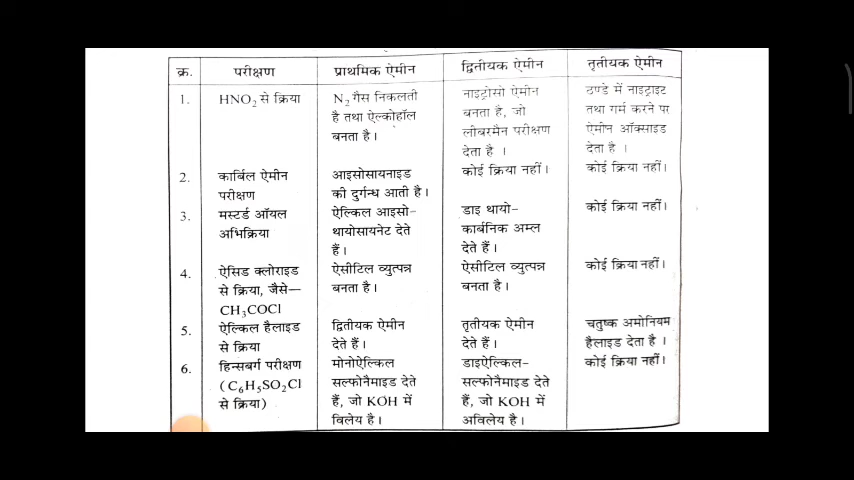 क्र. परीक्षण प्राथमिक ऐमीन द्वितीयक ऐमीन तृतीयक ऐमीन
1. HNO2 से क्रिया N2 गैस निकलती नाइट्रोसो ऐमीन ठण्डे में नाइट्राइट
है तथा ऐल्कोहॉल बनता है, जो तथा गर्म करने पर
बनता है। लीबरमैन परीक्षण ऐमीन ऑक्साइड
देता है। देता है।
2. कार्बिल ऐमीन आइसोसायनाइड कोई क्रिया नहीं। कोई क्रिया नहीं।
परीक्षण की दुर्गन्ध आती है।
3. मस्टर्ड ऑयल ऐल्किल आइसो- डाइ थायो- कोई क्रिया नहीं।
अभिक्रिया थायोसायनेट देते कार्बनिक अम्ल
हैं। देते हैं।
4. ऐसिड क्लोराइड ऐसीटिल व्युत्पन्न ऐसीटिल व्युत्पन्न कोई क्रिया नहीं।
से क्रिया, जैसे— बनता है। बनता है।
CH3COCl
5. ऐल्किल हैलाइड द्वितीयक ऐमीन तृतीयक ऐमीन चतुष्क अमोनियम
से क्रिया देते हैं। देते हैं। हैलाइड देता है।
6. हिन्सबर्ग परीक्षण मोनोऐल्किल डाइऐल्किल- कोई क्रिया नहीं।
(C6H5SO2Cl सल्फोनैमाइड देते सल्फोनैमाइड देते
से क्रिया) हैं, जो KOH में हैं, जो KOH में
विलेय है। अविलेय है।